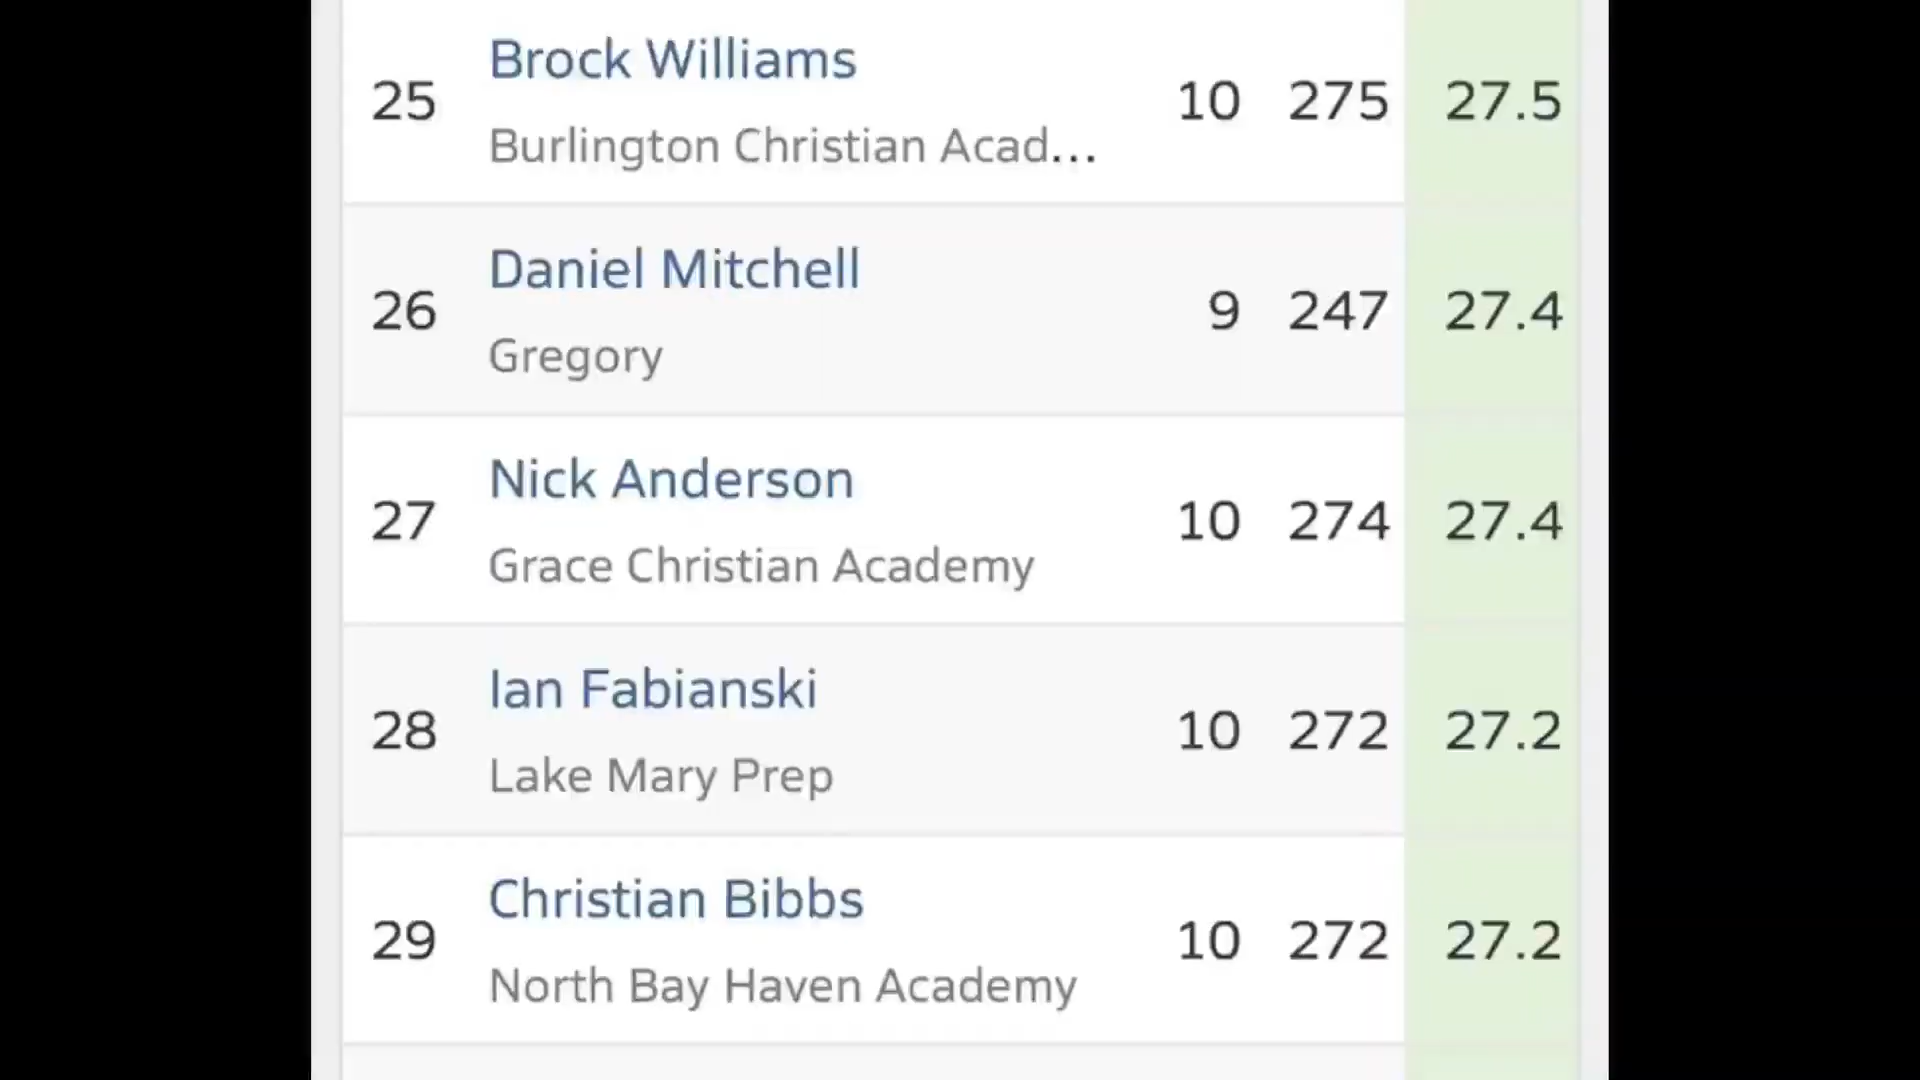 25 Brock Williams 10 275 27.5
Burlington Christian Acad...
26 Daniel Mitchell 9 247 27.4
Gregory
27 Nick Anderson 10 274 27.4
Grace Christian Academy
28 Ian Fabianski 10 272 27.2
Lake Mary Prep
29 Christian Bibbs 10 272 27.2
North Bay Haven Academy